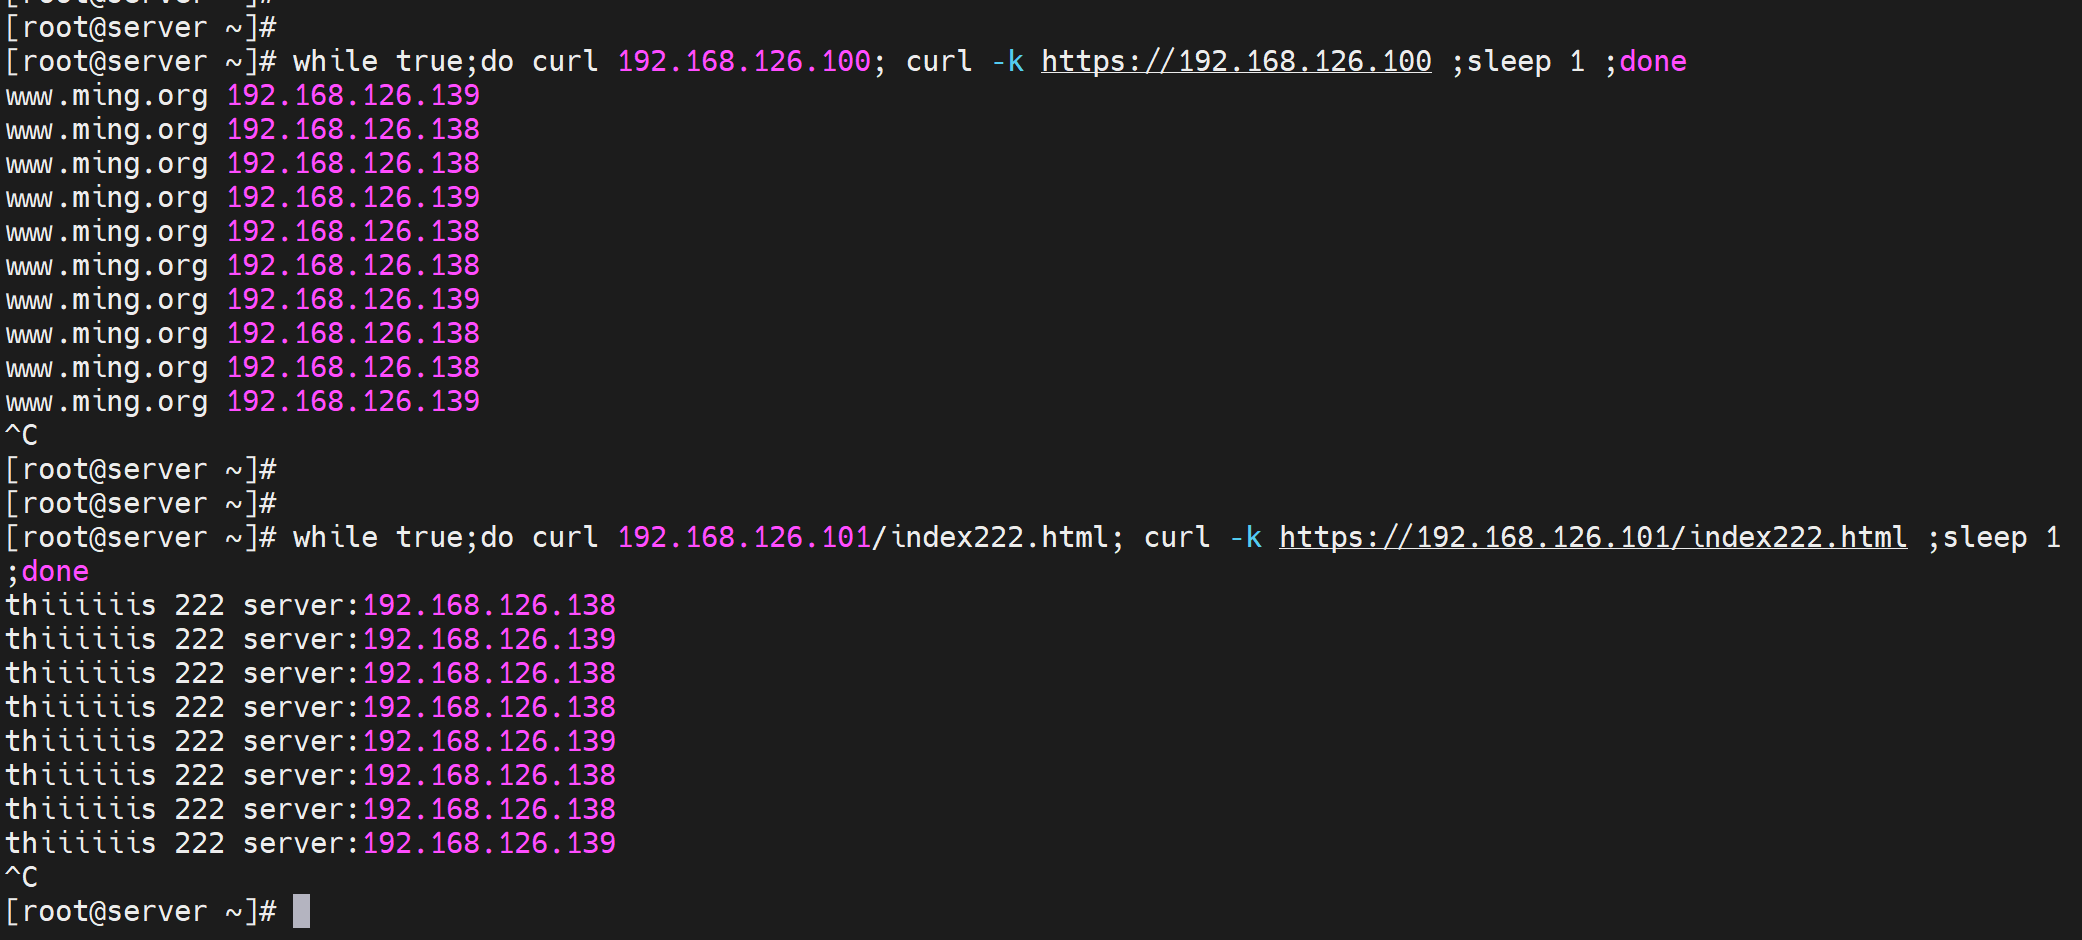 [root@server ~]#
[root@server ~]#
[root@server ~]# while true;do curl 192.168.126.100; curl -k https://192.168.126.100 ;sleep 1 ;done
www.ming.org 192.168.126.139
www.ming.org 192.168.126.138
www.ming.org 192.168.126.138
www.ming.org 192.168.126.139
www.ming.org 192.168.126.138
www.ming.org 192.168.126.138
www.ming.org 192.168.126.139
www.ming.org 192.168.126.138
www.ming.org 192.168.126.138
www.ming.org 192.168.126.139
^C
[root@server ~]#
[root@server ~]#
[root@server ~]# while true;do curl 192.168.126.101/index222.html; curl -k https://192.168.126.101/index222.html ;sleep 1
;done
thiiiiiis 222 server:192.168.126.138
thiiiiiis 222 server:192.168.126.139
thiiiiiis 222 server:192.168.126.138
thiiiiiis 222 server:192.168.126.138
thiiiiiis 222 server:192.168.126.139
thiiiiiis 222 server:192.168.126.138
thiiiiiis 222 server:192.168.126.138
thiiiiiis 222 server:192.168.126.139
^C
[root@server ~]#